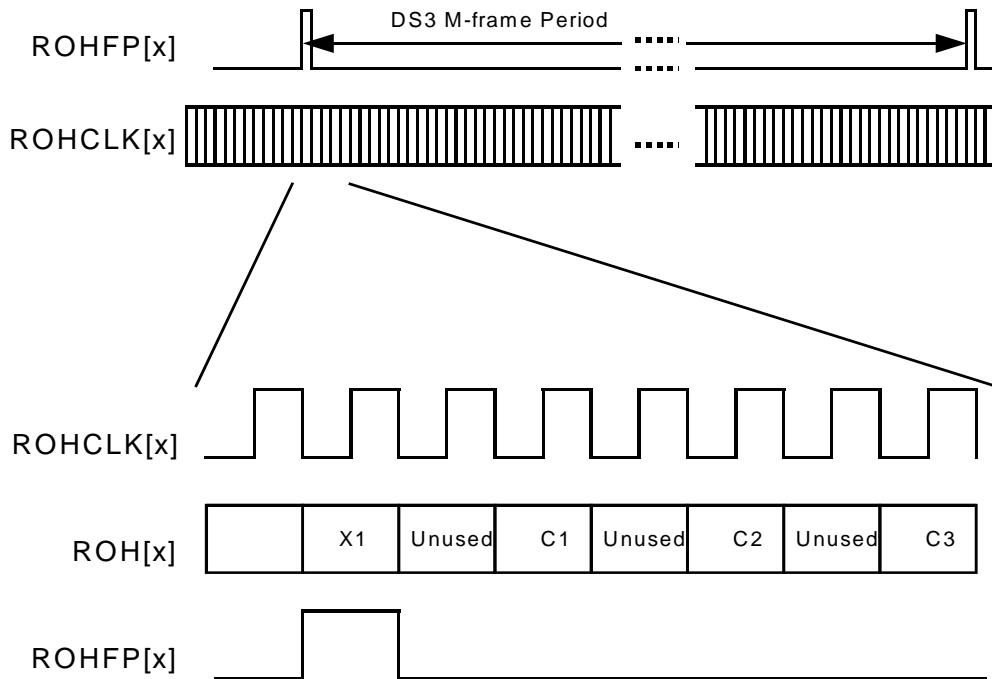 DS3 M-frame Period
ROHFP[x]
ROHCLK[x]
ROHCLK[x]
ROH[x]
X1
Unused
C1
Unused
C2
Unused
C3
ROHFP[x]